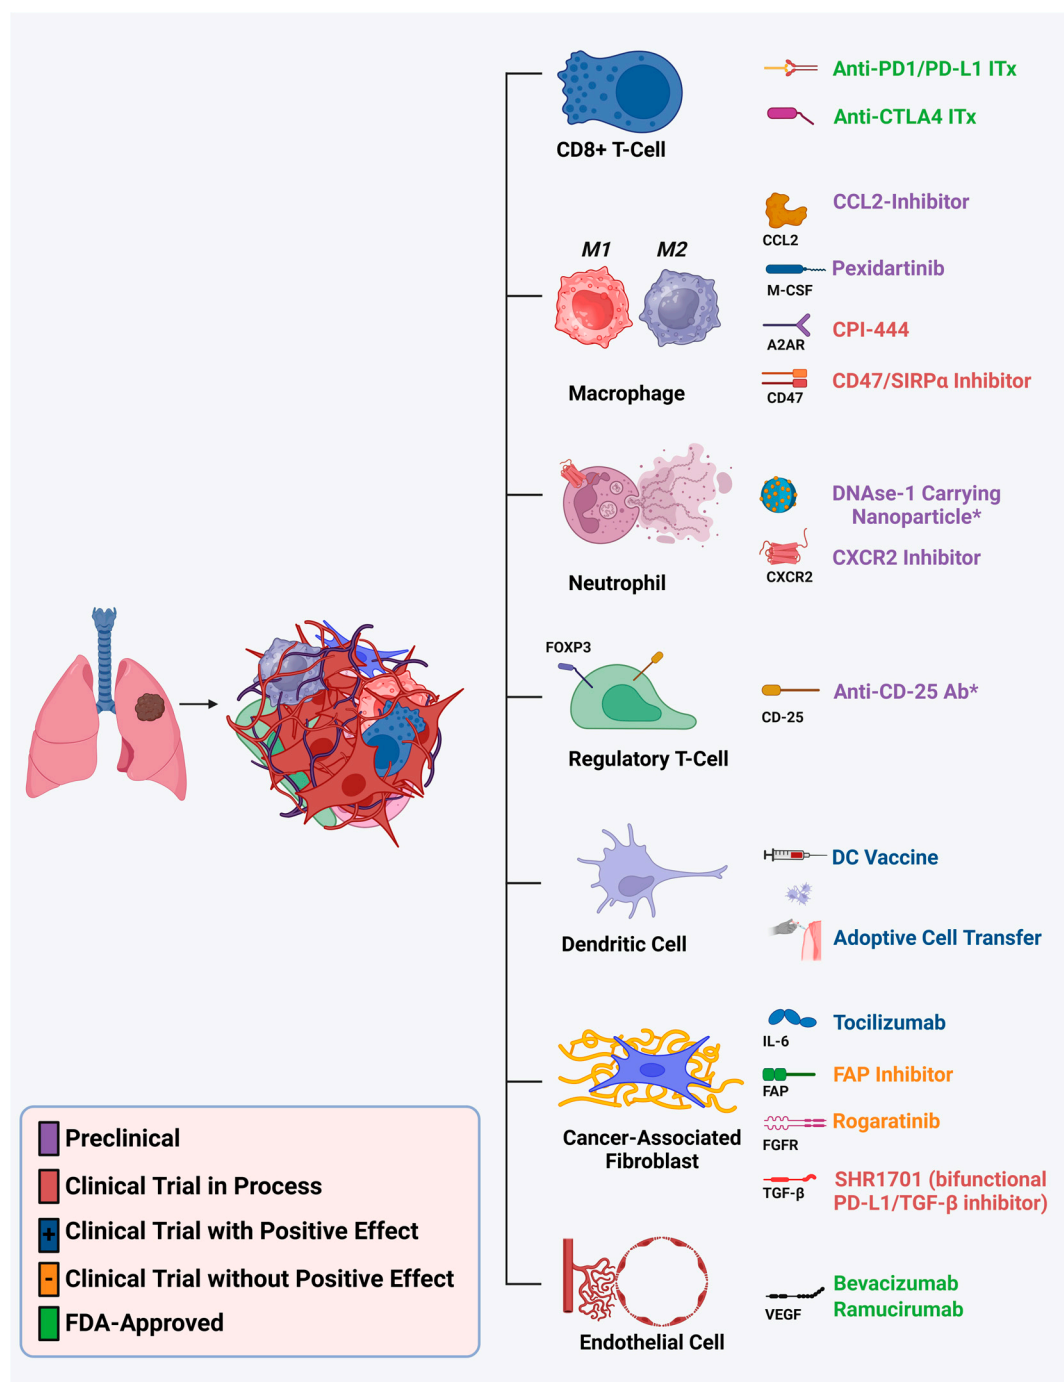 Anti-PD1/PD-L1 ITx
Anti-CTLA4 ITx
CD8+ T-Cell
CCL2-Inhibitor
CCL2
M1 M2
Pexidartinib
M-CSF
CPI-444
A2AR
CD47/SIRPα Inhibitor
CD47
Macrophage
DNAse-1 Carrying
Nanoparticle*
CXCR2 Inhibitor
CXCR2
Neutrophil
FOXP3
Anti-CD-25 Ab*
CD-25
Regulatory T-Cell
DC Vaccine
Adoptive Cell Transfer
Dendritic Cell
Tocilizumab
IL-6
FAP Inhibitor
FAP
Rogaratinib
FGFR
Cancer-Associated
Fibroblast
SHR1701 (bifunctional
PD-L1/TGF-β inhibitor)
TGF-β
Bevacizumab
Ramucirumab
VEGF
Endothelial Cell
Preclinical
Clinical Trial in Process
+ Clinical Trial with Positive Effect
- Clinical Trial without Positive Effect
FDA-Approved